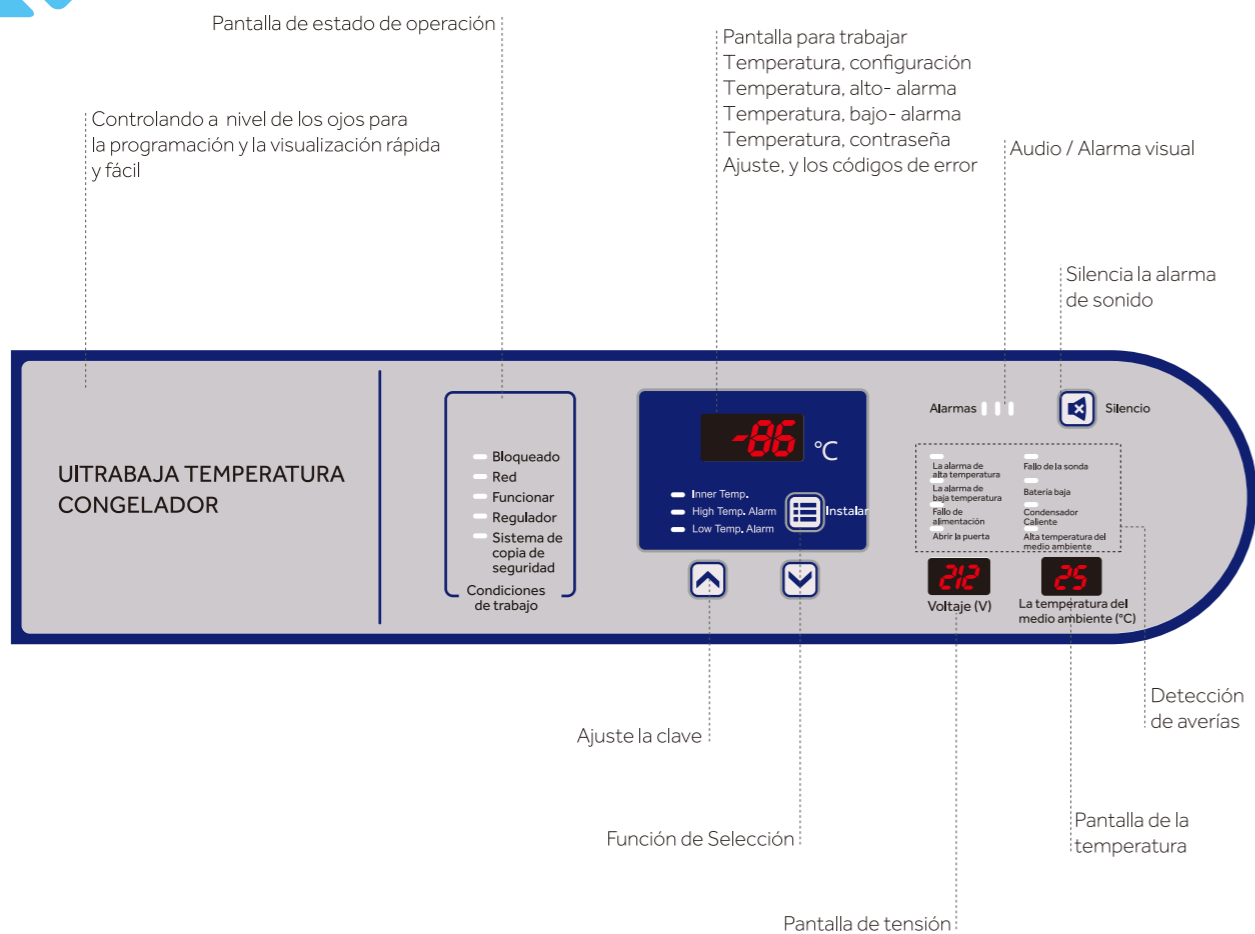 Pantalla de estado de operación
Pantalla para trabajar
Temperatura, configuración
Temperatura, alto- alarma
Temperatura, bajo- alarma
Temperatura, contraseña
Ajuste, y los códigos de error
Controlando a nivel de los ojos para
la programación y la visualización rápida
y fácil
Audio / Alarma visual
Silencia la alarma
de sonido
UITRABAJA TEMPERATURA
CONGELADOR
Bloqueado
Red
Funcionar
Regulador
Sistema de
copia de
seguridad
Condiciones
de trabajo
-86 °C
Inner Temp.
High Temp. Alarm
Low Temp. Alarm
Instalar
Alarmas
Silencio
La alarma de
alta temperatura
La alarma de
baja temperatura
Fallo de
alimentación
Abrir la puerta
Fallo de la sonda
Batería baja
Condensador
Caliente
Alta temperatura del
medio ambiente
212
Voltaje (V)
25
La temperatura del
medio ambiente (°C)
Detección
de averías
Ajuste la clave
Función de Selección
Pantalla de la
temperatura
Pantalla de tensión